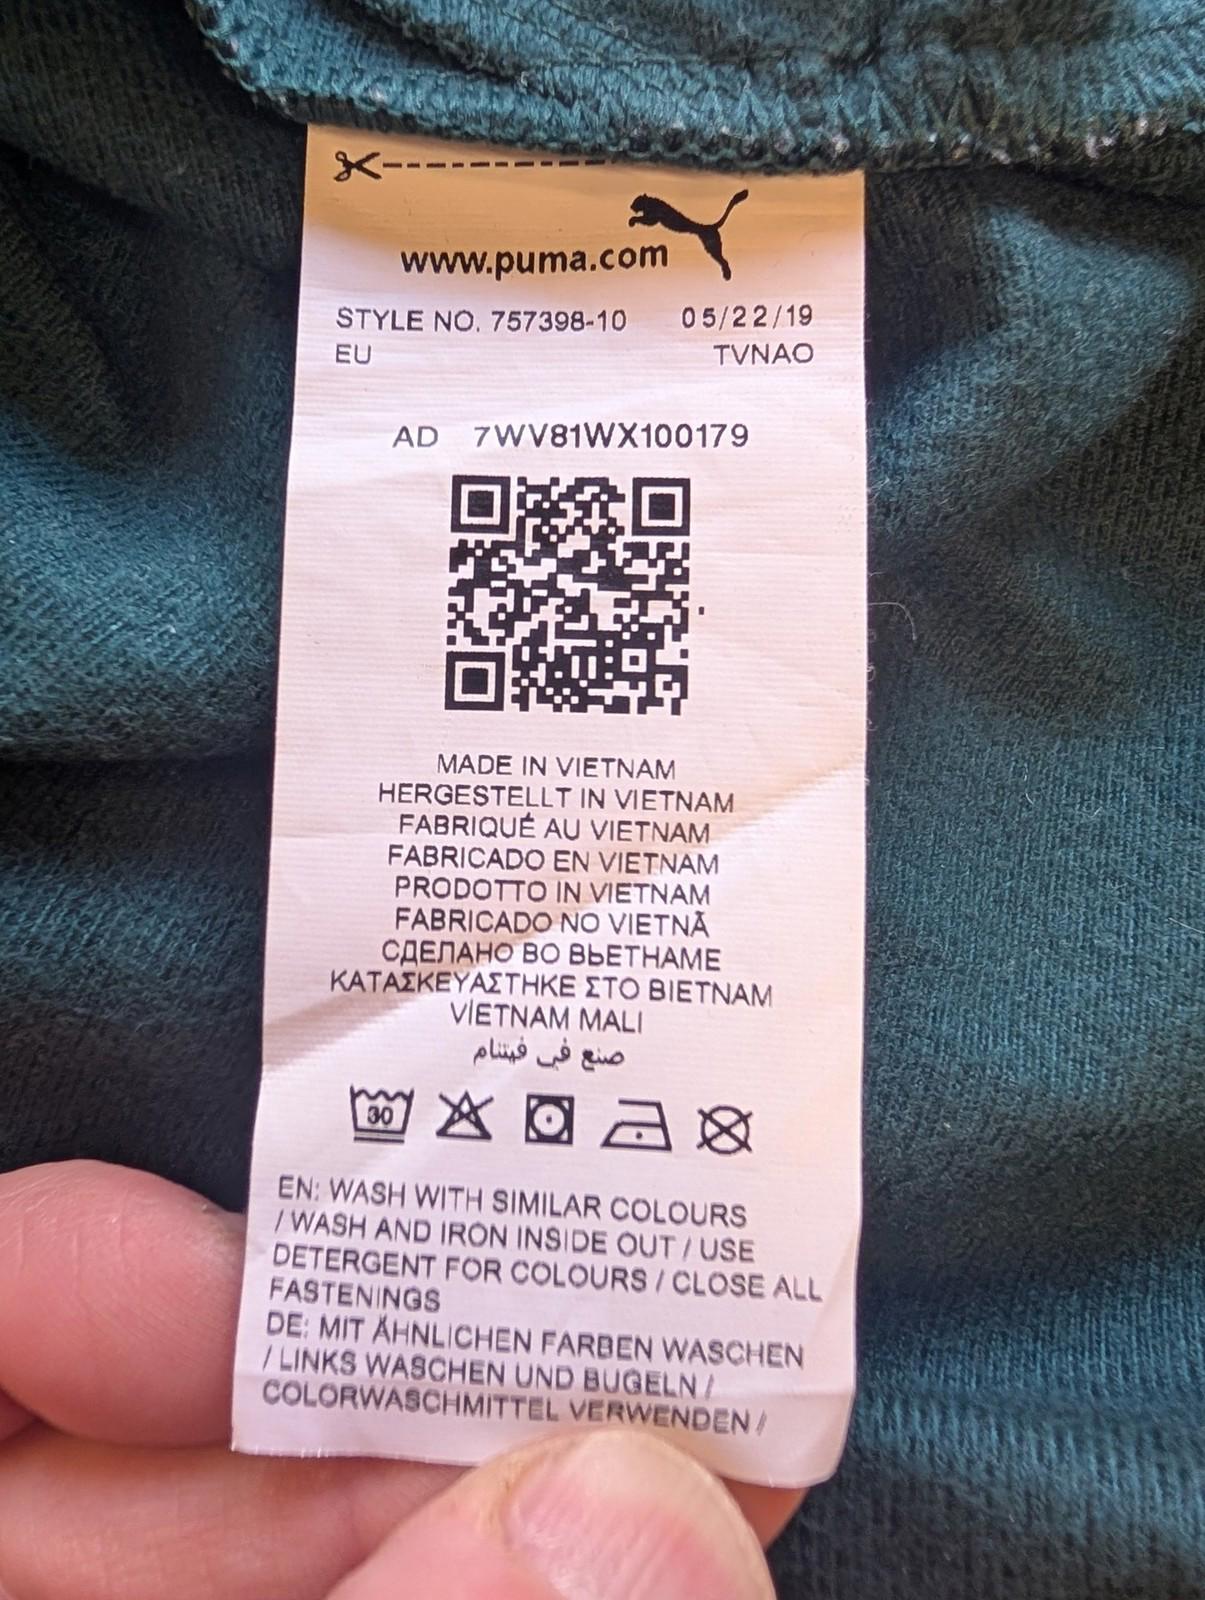 www.puma.com
STYLE NO. 757398-10 05/22/19
EU TVNAO
AD 7WV81WX100179
MADE IN VIETNAM
HERGESTELLT IN VIETNAM
FABRIQUÉ AU VIETNAM
FABRICADO EN VIETNAM
PRODOTTO IN VIETNAM
FABRICADO NO VIETNÃ
СДЕЛАНО ВО ВЬЕТНАМЕ
ΚΑΤΑΣΚΕΥΑΣΤΗΚΕ ΣΤΟ ΒΙΕΤΝΑΜ
VİETNAM MALI
صنع في فيتنام
30
EN: WASH WITH SIMILAR COLOURS
/ WASH AND IRON INSIDE OUT / USE
DETERGENT FOR COLOURS / CLOSE ALL
FASTENINGS
DE: MIT ÄHNLICHEN FARBEN WASCHEN
/ LINKS WASCHEN UND BUGELN /
COLORWASCHMITTEL VERWENDEN /